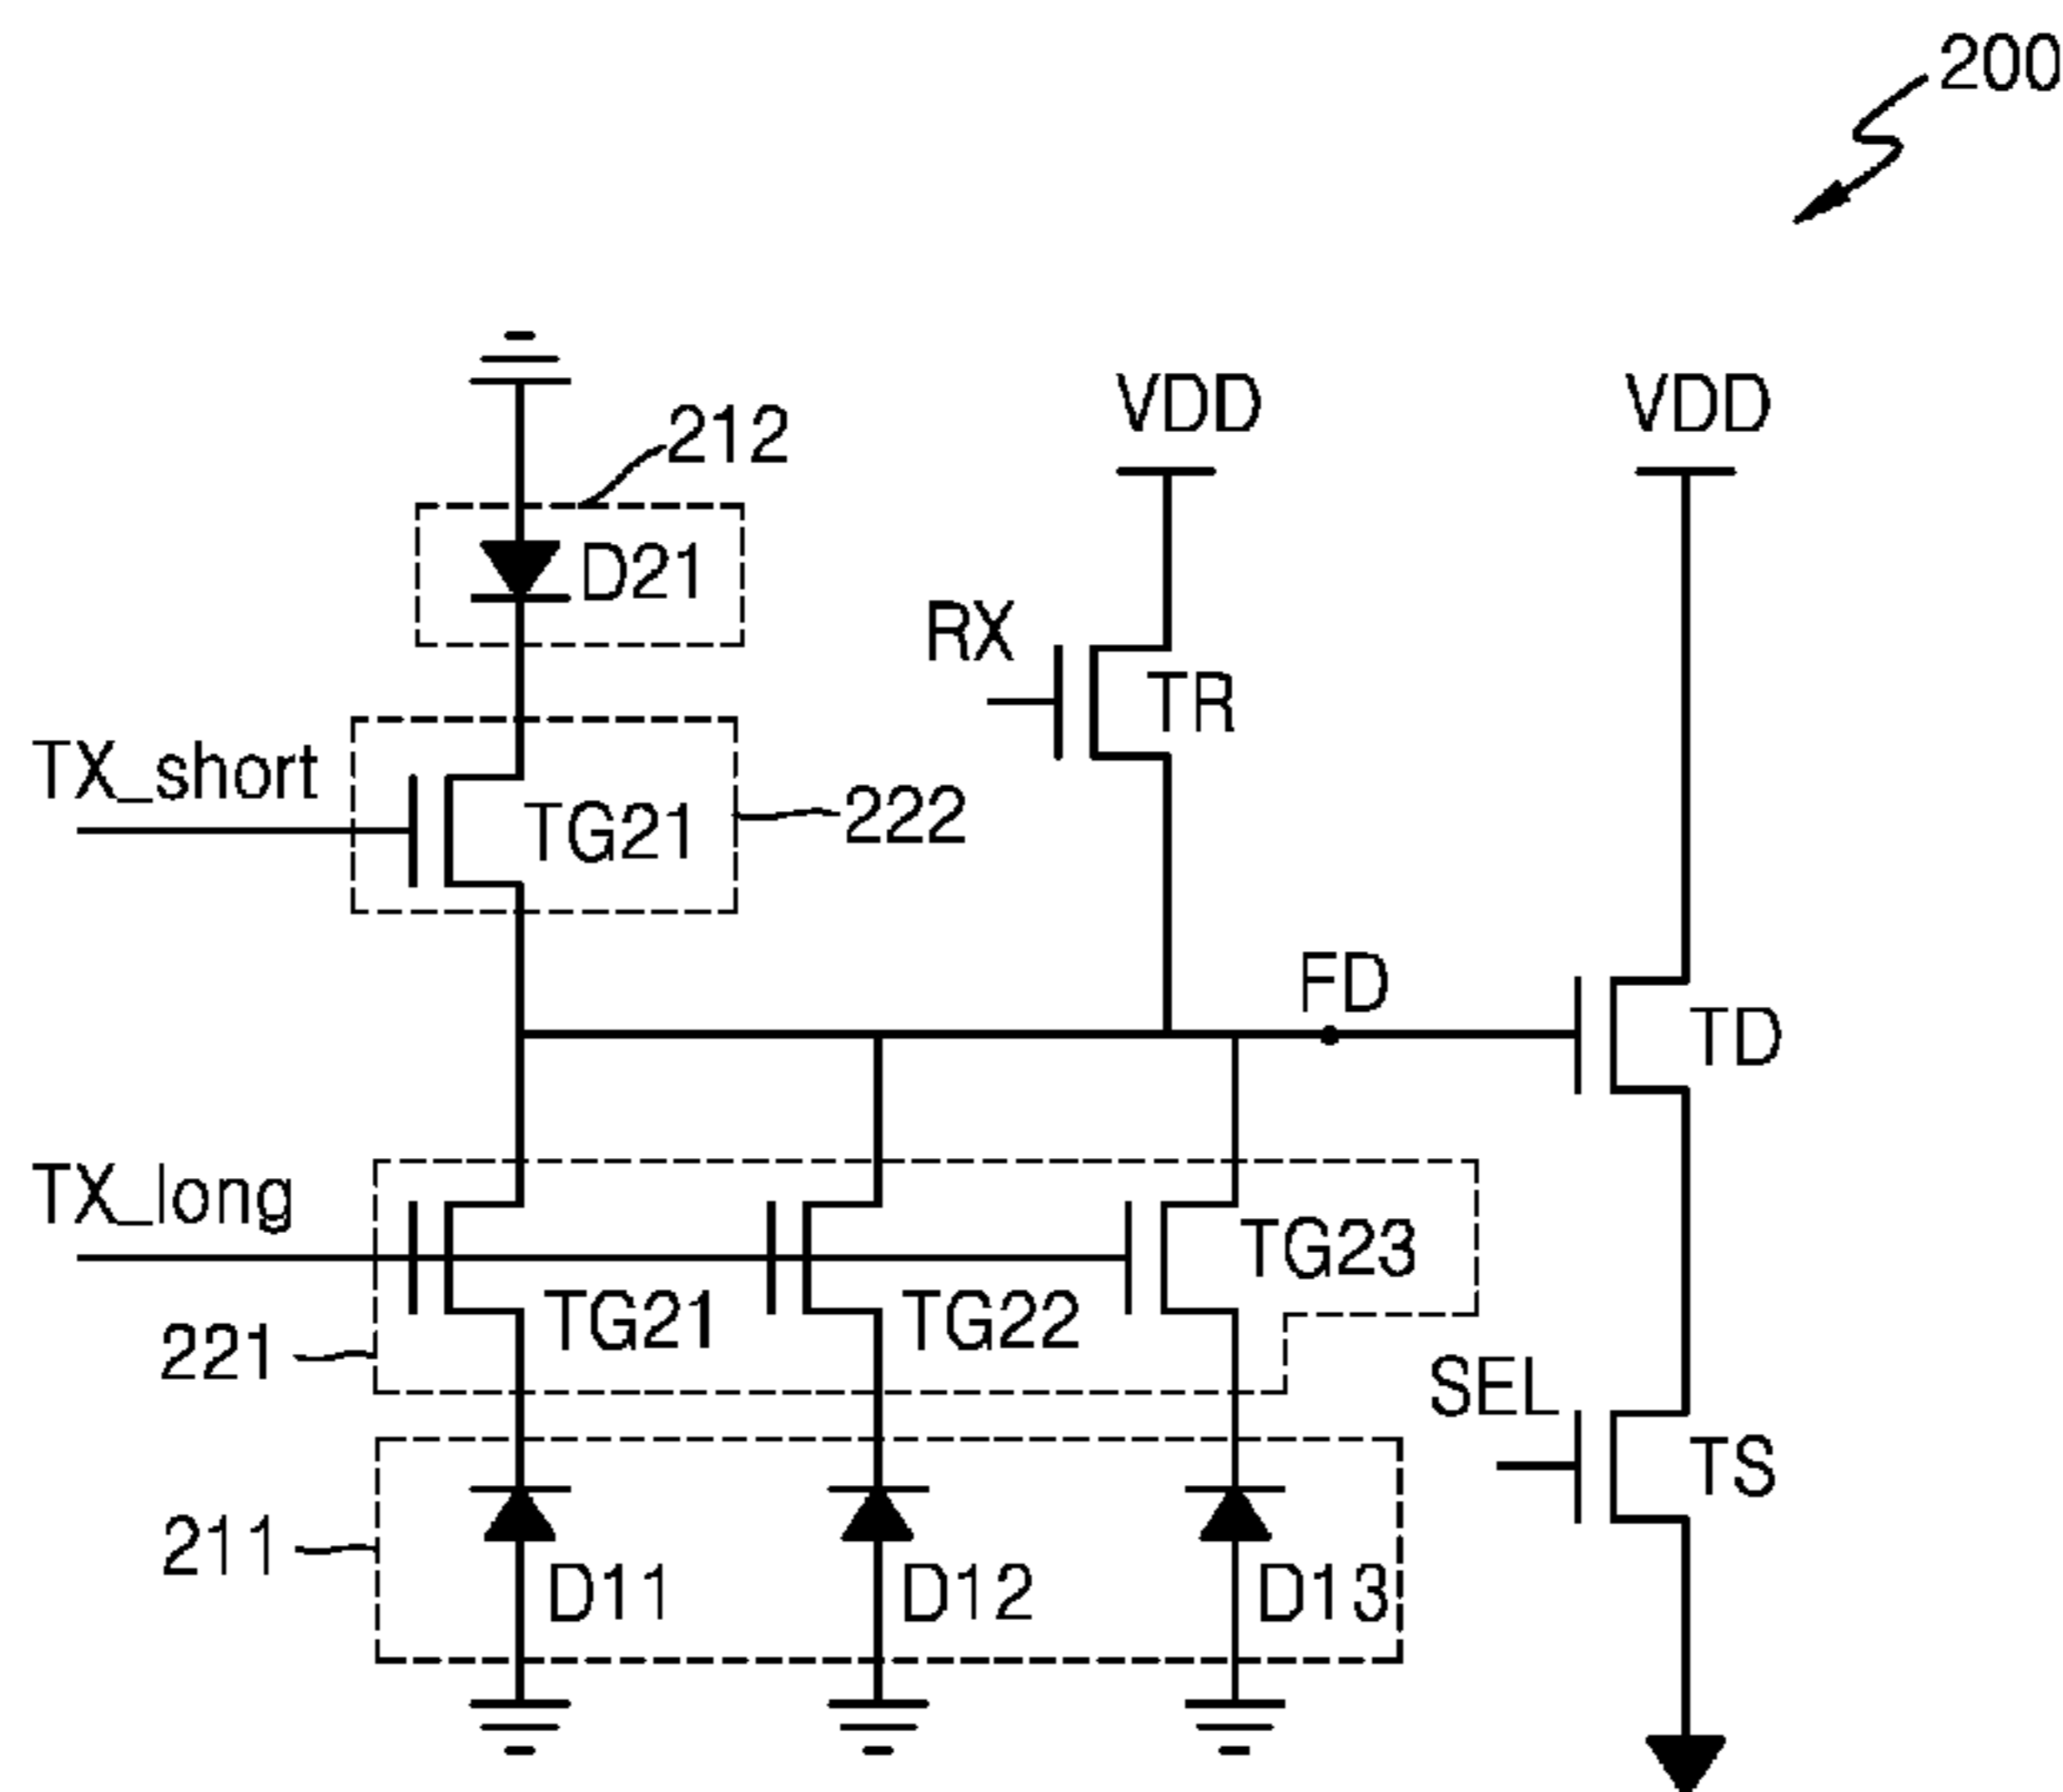 200
VDD
VDD
212
D21
RX
TR
TX_short
TG21
222
FD
TD
TX_long
TG23
TG21
TG22
221
SEL
TS
211
D11
D12
D13